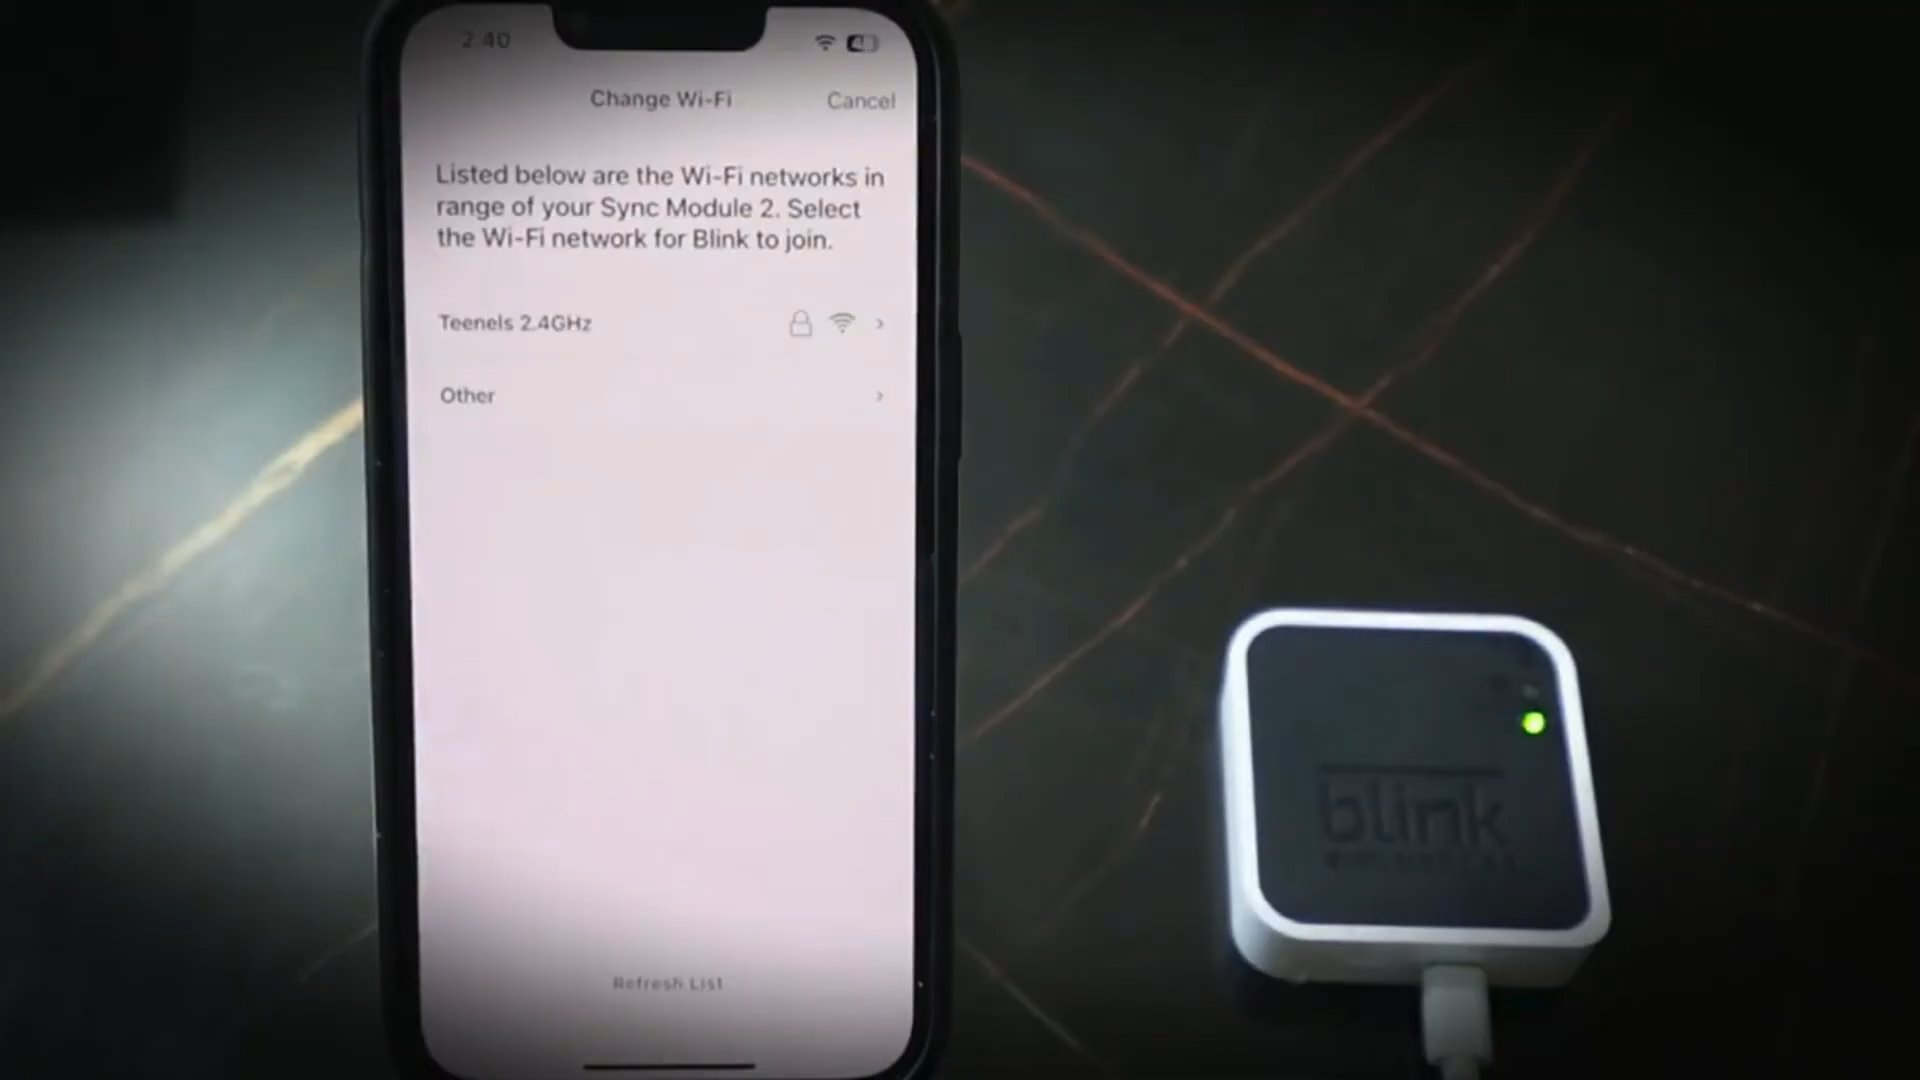 2:40
Change Wi-Fi
Cancel
Listed below are the Wi-Fi networks in
range of your Sync Module 2. Select
the Wi-Fi network for Blink to join.
Teenels 2.4GHz
Other
Refresh List
blink